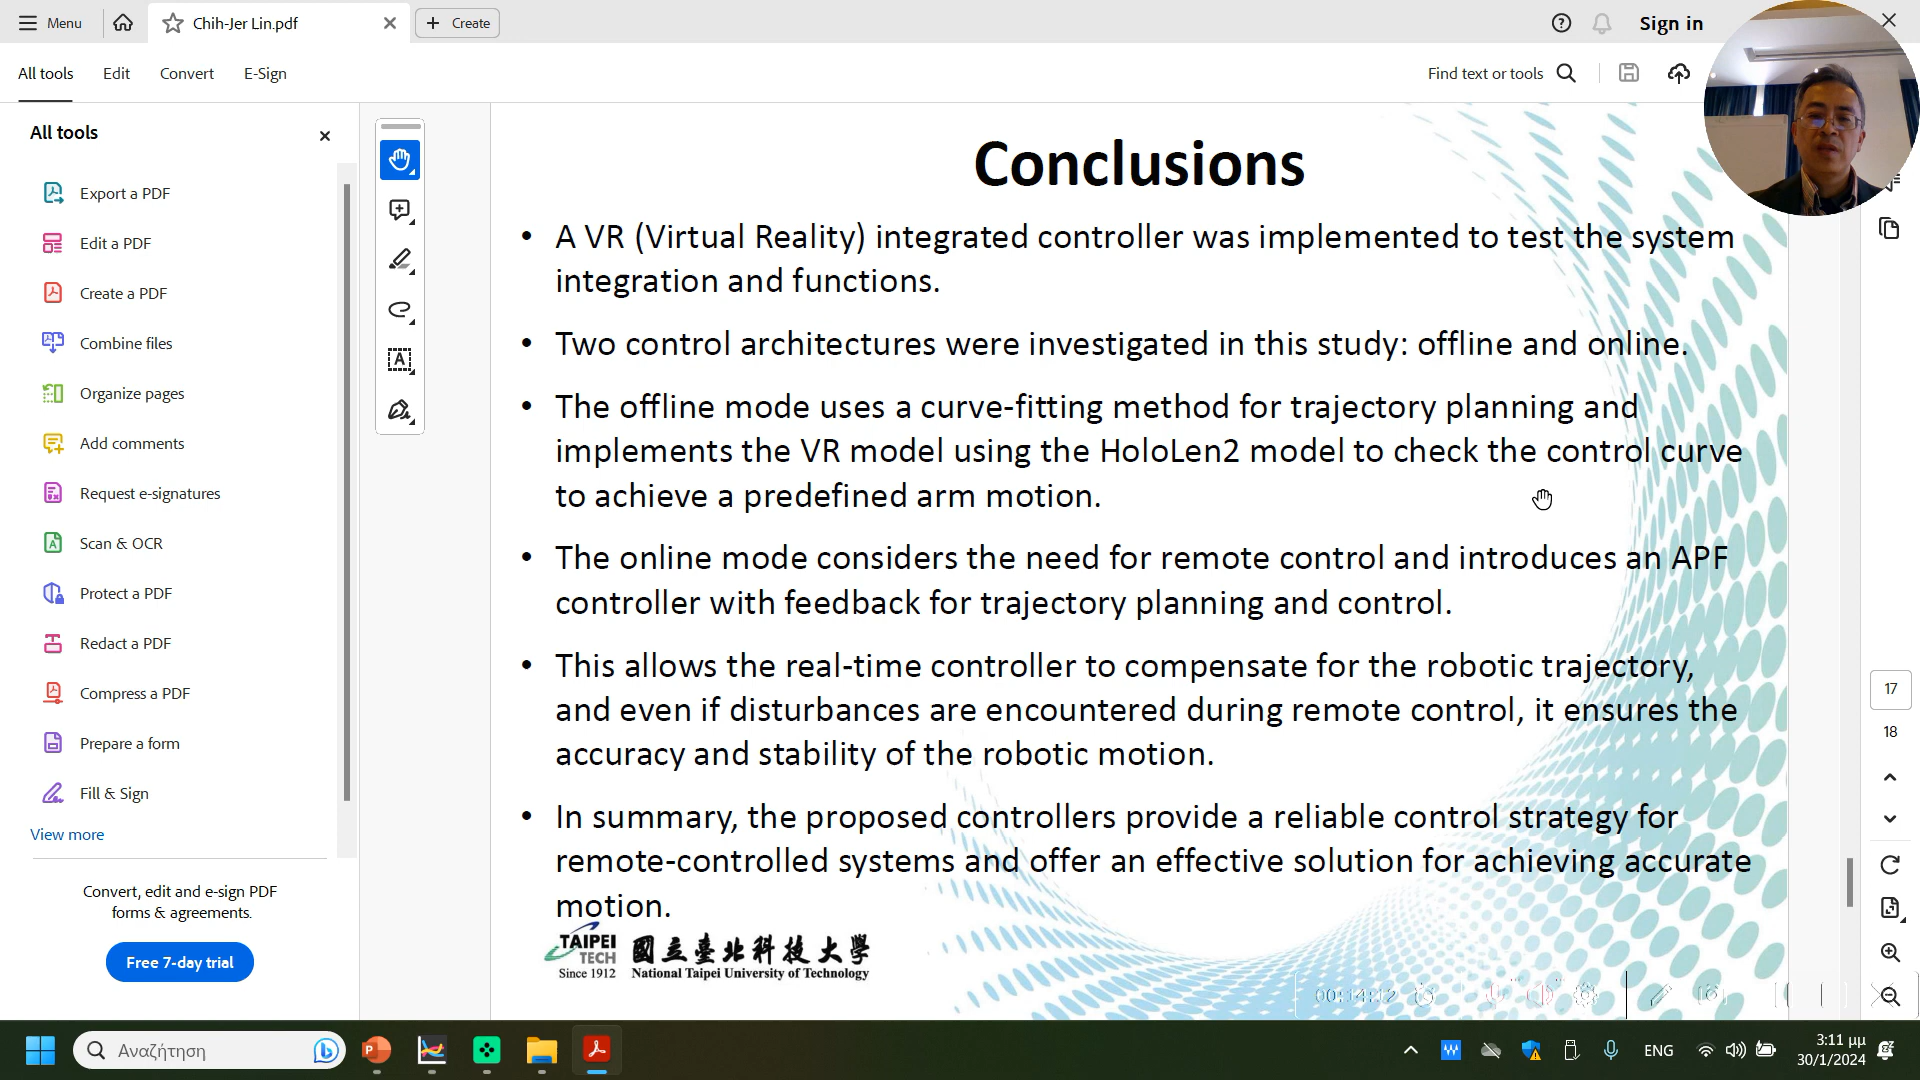 Menu
Chih-Jer Lin.pdf
Create
Sign in
All tools
Edit
Convert
E-Sign
Find text or tools
All tools
Export a PDF
Edit a PDF
Create a PDF
Combine files
Organize pages
Add comments
Request e-signatures
Scan & OCR
Protect a PDF
Redact a PDF
Compress a PDF
Prepare a form
Fill & Sign
View more
Convert, edit and e-sign PDF
forms & agreements.
Free 7-day trial
Conclusions
• A VR (Virtual Reality) integrated controller was implemented to test the system
integration and functions.
• Two control architectures were investigated in this study: offline and online.
• The offline mode uses a curve-fitting method for trajectory planning and
implements the VR model using the HoloLen2 model to check the control curve
to achieve a predefined arm motion.
• The online mode considers the need for remote control and introduces an APF
controller with feedback for trajectory planning and control.
• This allows the real-time controller to compensate for the robotic trajectory,
and even if disturbances are encountered during remote control, it ensures the
accuracy and stability of the robotic motion.
• In summary, the proposed controllers provide a reliable control strategy for
remote-controlled systems and offer an effective solution for achieving accurate
motion.
TAIPEI
TECH
Since 1912
國立臺北科技大學
National Taipei University of Technology
00:14:12
17
18
Αναζήτηση
ENG
3:11 μμ
30/1/2024